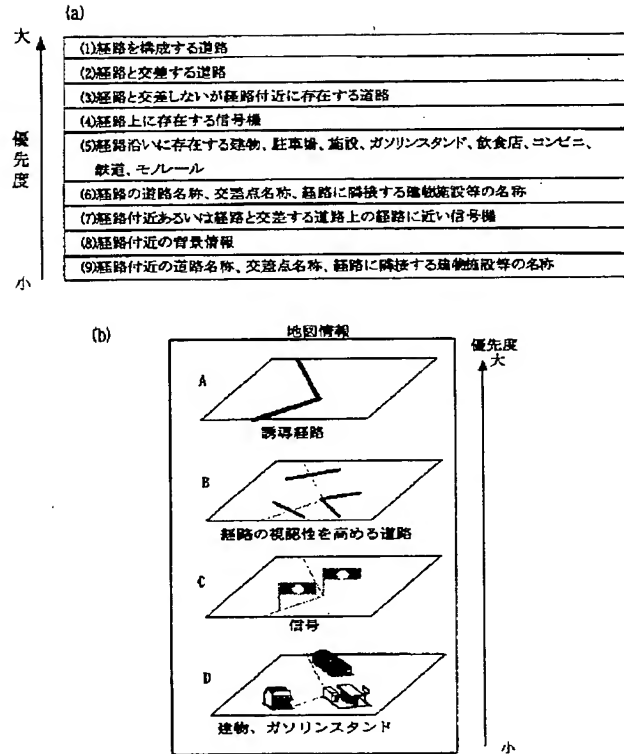 (a)
大
優先度
小
(1)経路を構成する道路
(2)経路と交差する道路
(3)経路と交差しないが経路付近に存在する道路
(4)経路上に存在する信号機
(5)経路沿いに存在する建物、駐車場、施設、ガソリンスタンド、飲食店、コンビニ、
鉄道、モノレール
(6)経路の道路名称、交差点名称、経路に隣接する建物施設等の名称
(7)経路付近あるいは経路と交差する道路上の経路に近い信号機
(8)経路付近の背景情報
(9)経路付近の道路名称、交差点名称、経路に隣接する建物施設等の名称
(b)
地図情報
優先度
大
A
誘導経路
B
経路の視認性を高める道路
C
信号
D
建物、ガソリンスタンド
小